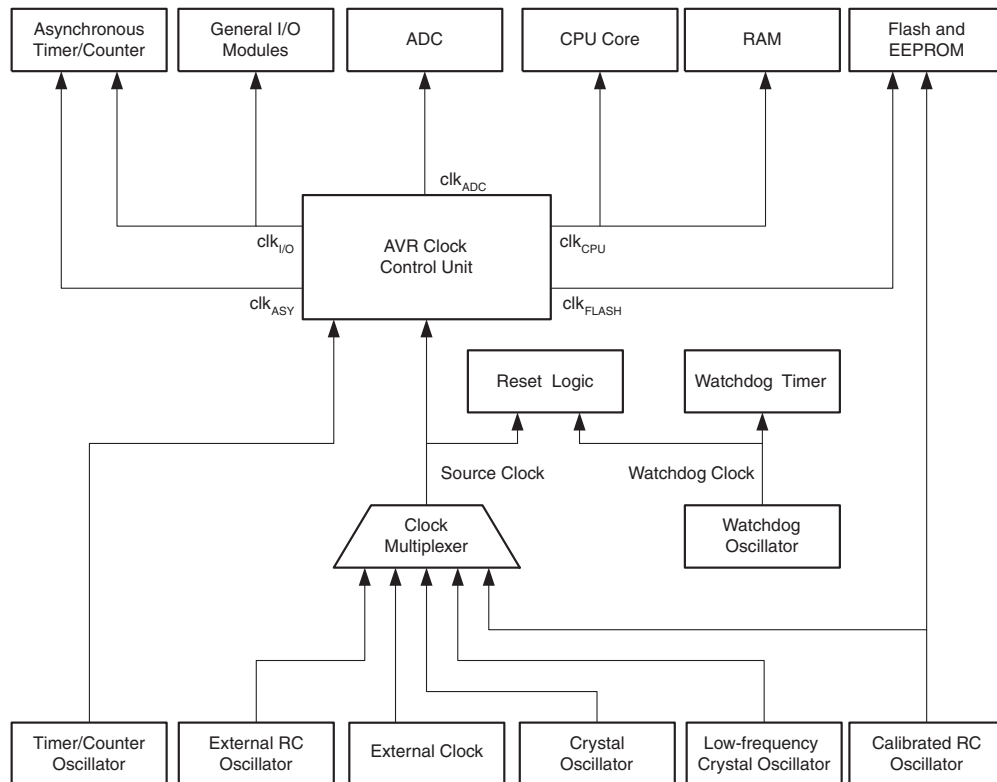 Asynchronous
Timer/Counter
General I/O
Modules
ADC
CPU Core
RAM
Flash and
EEPROM
clkADC
clkI/O
AVR Clock
Control Unit
clkCPU
clkASY
clkFLASH
Reset Logic
Watchdog Timer
Source Clock
Watchdog Clock
Clock
Multiplexer
Watchdog
Oscillator
Timer/Counter
Oscillator
External RC
Oscillator
External Clock
Crystal
Oscillator
Low-frequency
Crystal Oscillator
Calibrated RC
Oscillator